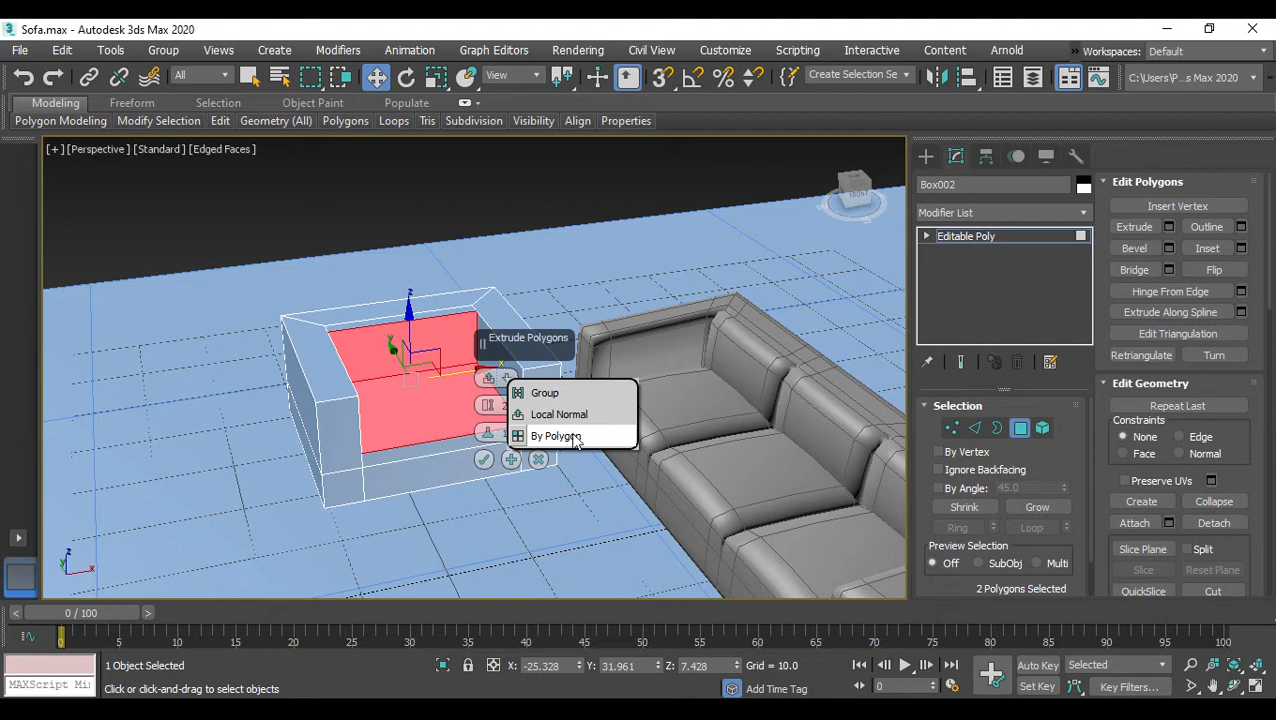 Sofa.max - Autodesk 3ds Max 2020
File Edit Tools Group Views Create Modifiers Animation Graph Editors Rendering Civil View Customize Scripting Interactive Content Arnold » Workspaces: Default
All View Create Selection Se C:\Users\P...s Max 2020
Modeling Freeform Selection Object Paint Populate
Polygon Modeling Modify Selection Edit Geometry (All) Polygons Loops Tris Subdivision Visibility Align Properties
[+] [Perspective] [Standard] [Edged Faces]
FRONT
Extrude Polygons
Group
Local Normal
By Polygon
z
y
x
z
y
x
Box002
Modifier List
Editable Poly
Selection
By Vertex
Ignore Backfacing
By Angle: 45.0
Shrink Grow
Ring Loop
Preview Selection
Off SubObj Multi
2 Polygons Selected
Edit Polygons
Insert Vertex
Extrude Outline
Bevel Inset
Bridge Flip
Hinge From Edge
Extrude Along Spline
Edit Triangulation
Retriangulate Turn
Edit Geometry
Repeat Last
Constraints
None Edge
Face Normal
Preserve UVs
Create Collapse
Attach Detach
Slice Plane Split
Slice Reset Plane
QuickSlice Cut
< 0 / 100 >
0 5 10 15 20 25 30 35 40 45 50 55 60 65 70 75 80 85 90 95 100
1 Object Selected X: -25.328 Y: 31.961 Z: 7.428 Grid = 10.0 Auto Key Selected
MAXScript Mi Click or click-and-drag to select objects Add Time Tag 0 Set Key Key Filters...